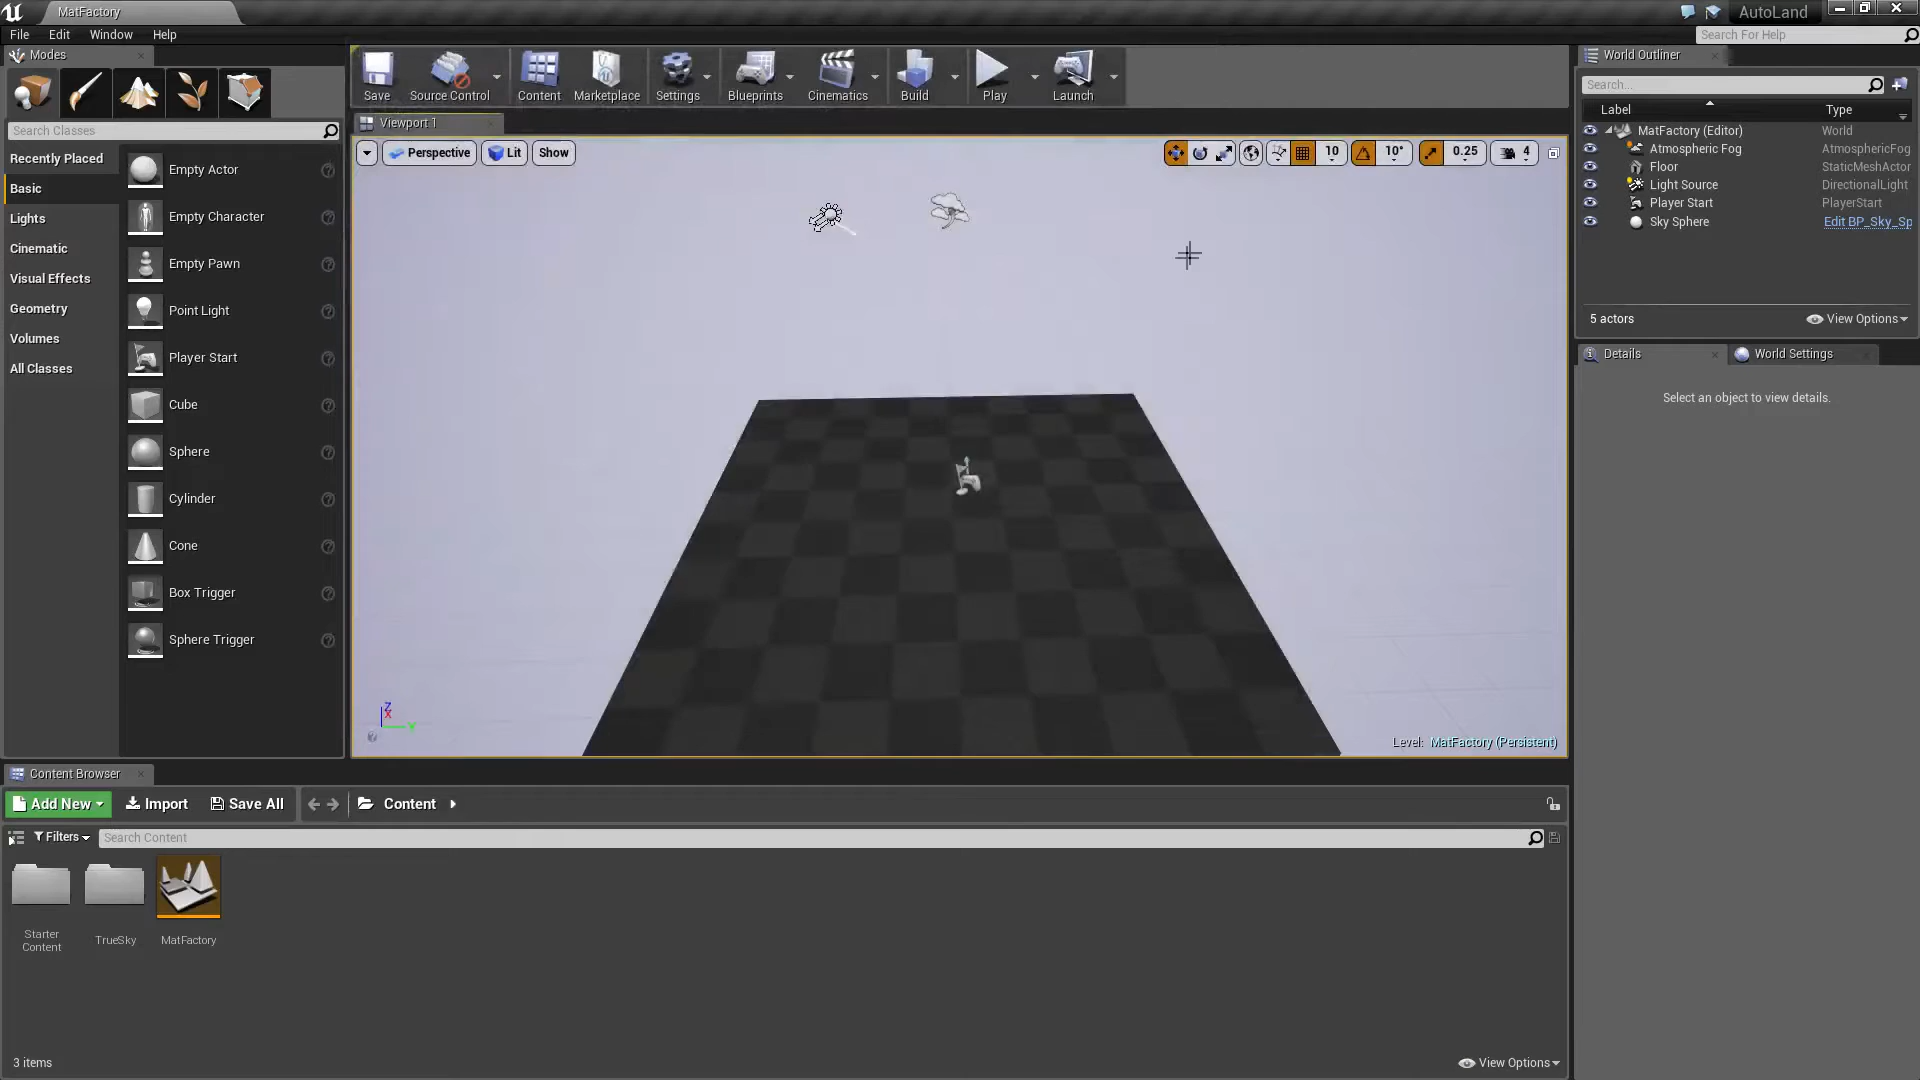 MatFactory
AutoLand
File Edit Window Help
Search For Help
Modes
Search Classes
Recently Placed
Basic
Lights
Cinematic
Visual Effects
Geometry
Volumes
All Classes
Empty Actor
Empty Character
Empty Pawn
Point Light
Player Start
Cube
Sphere
Cylinder
Cone
Box Trigger
Sphere Trigger
Save
Source Control
Content
Marketplace
Settings
Blueprints
Cinematics
Build
Play
Launch
Viewport 1
Perspective Lit Show
10 10° 0.25 4
Z
X
Y
Level: MatFactory (Persistent)
World Outliner
Search...
Label Type
MatFactory (Editor) World
Atmospheric Fog AtmosphericFog
Floor StaticMeshActor
Light Source DirectionalLight
Player Start PlayerStart
Sky Sphere Edit BP_Sky_Sp
5 actors View Options
Details World Settings
Select an object to view details.
Content Browser
Add New Import Save All Content
Filters Search Content
Starter
Content
TrueSky
MatFactory
3 items View Options